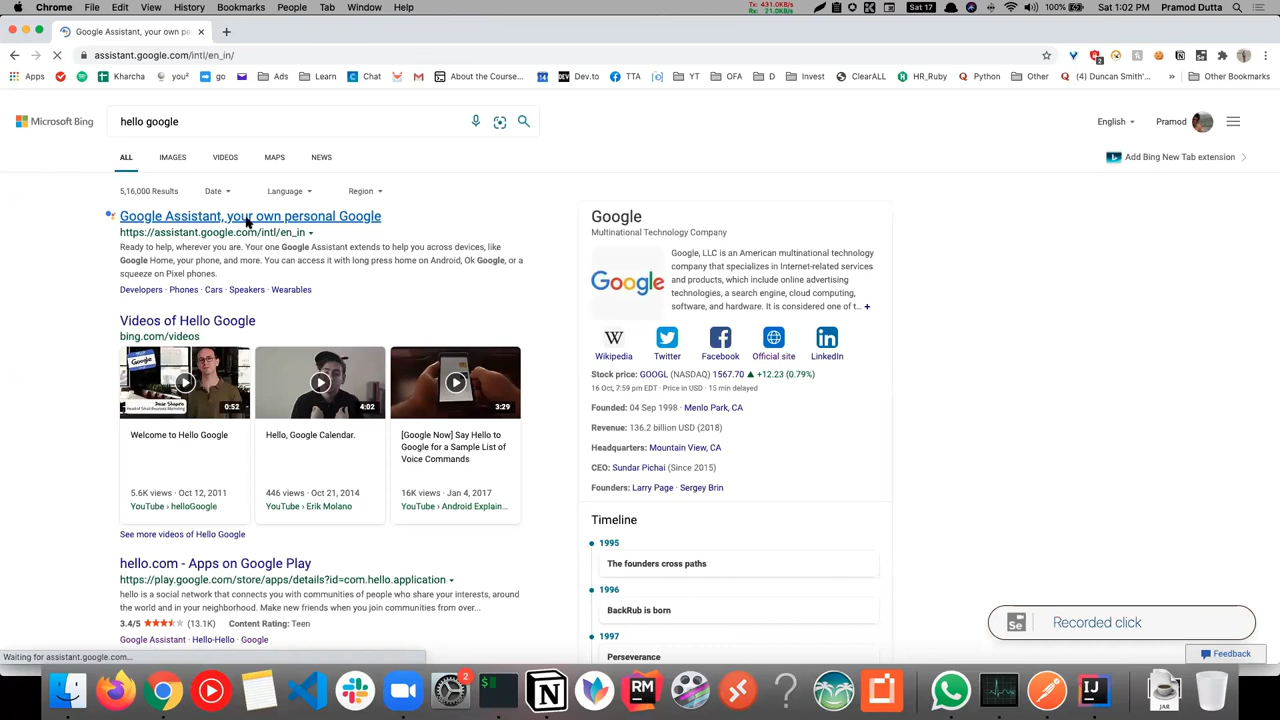 Chrome File Edit View History Bookmarks People Tab Window Help
Tx: 431.0KB/s
Rx: 21.0KB/s
Sat 17
100%
Sat 1:02 PM Pramod Dutta
Google Assistant, your own pe
assistant.google.com/intl/en_in/
Apps Kharcha you² go Ads Learn Chat About the Course... Dev.to TTA YT OFA D Invest ClearALL HR_Ruby Python Other (4) Duncan Smith'... » Other Bookmarks
Microsoft Bing
hello google
English
Pramod
ALL IMAGES VIDEOS MAPS NEWS
Add Bing New Tab extension
5,16,000 Results Date Language Region
Google Assistant, your own personal Google
https://assistant.google.com/intl/en_in
Ready to help, wherever you are. Your one Google Assistant extends to help you across devices, like
Google Home, your phone, and more. You can access it with long press home on Android, Ok Google, or a
squeeze on Pixel phones.
Developers · Phones · Cars · Speakers · Wearables
Videos of Hello Google
bing.com/videos
0:52
4:02
3:29
Welcome to Hello Google
5.6K views · Oct 12, 2011
YouTube › helloGoogle
Hello, Google Calendar.
446 views · Oct 21, 2014
YouTube › Erik Molano
[Google Now] Say Hello to
Google for a Sample List of
Voice Commands
16K views · Jan 4, 2017
YouTube › Android Explain...
See more videos of Hello Google
hello.com - Apps on Google Play
https://play.google.com/store/apps/details?id=com.hello.application
hello is a social network that connects you with communities of people who share your interests, around
the world and in your neighborhood. Make new friends when you join communities from over...
3.4/5 (13.1K) Content Rating: Teen
Google Assistant · Hello-Hello · Google
Waiting for assistant.google.com...
Google
Multinational Technology Company
Google
Google, LLC is an American multinational technology
company that specializes in Internet-related services
and products, which include online advertising
technologies, a search engine, cloud computing,
software, and hardware. It is considered one of t... +
W
Wikipedia Twitter Facebook Official site LinkedIn
Stock price: GOOGL (NASDAQ) 1567.70 ▲ +12.23 (0.79%)
16 Oct, 7:59 pm EDT · Price in USD · 15 min delayed
Founded: 04 Sep 1998 · Menlo Park, CA
Revenue: 136.2 billion USD (2018)
Headquarters: Mountain View, CA
CEO: Sundar Pichai (Since 2015)
Founders: Larry Page · Sergey Brin
Timeline
1995
The founders cross paths
1996
BackRub is born
1997
Perseverance
Se Recorded click
Feedback
2
RM
IJ
JAR